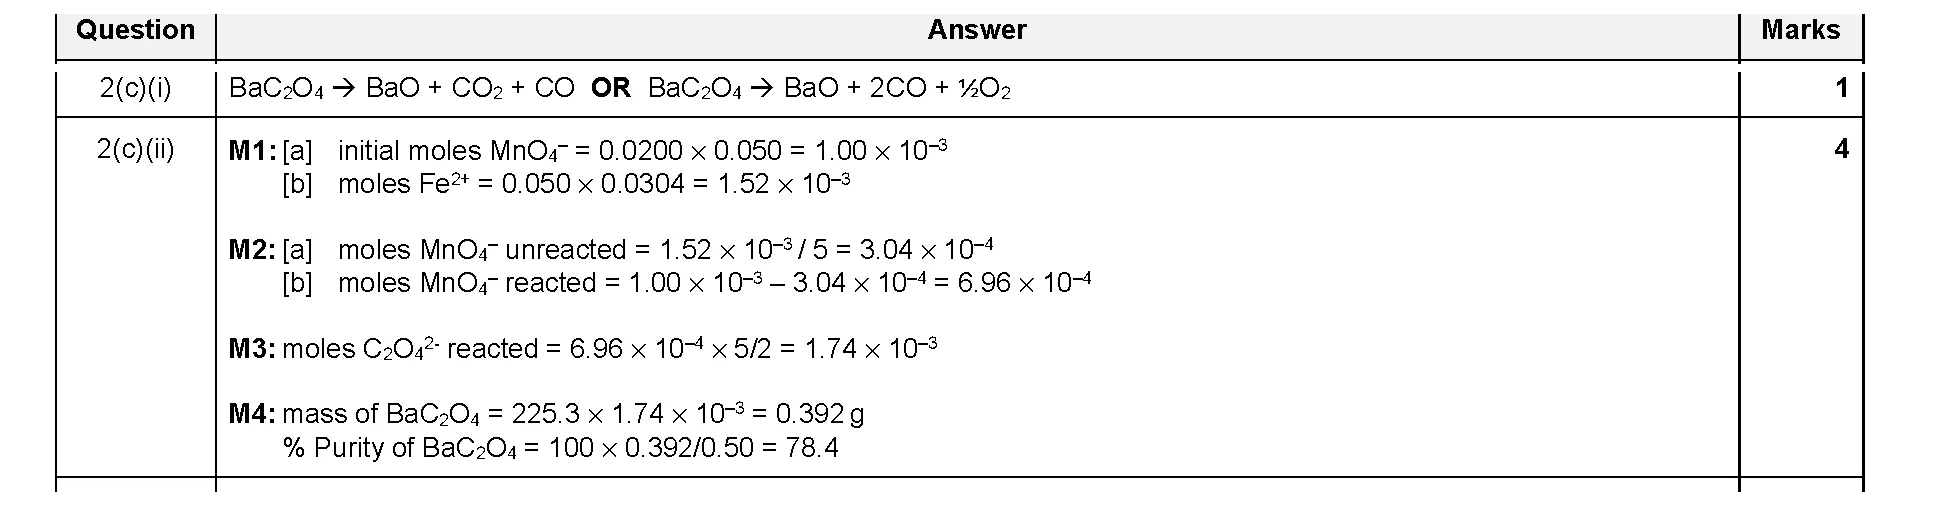 Question Answer Marks
2(c)(i) BaC₂O₄ → BaO + CO₂ + CO OR BaC₂O₄ → BaO + 2CO + ½O₂ 1
2(c)(ii) M1: [a] initial moles MnO₄⁻ = 0.0200 × 0.050 = 1.00 × 10⁻³ 4
[b] moles Fe²⁺ = 0.050 × 0.0304 = 1.52 × 10⁻³
M2: [a] moles MnO₄⁻ unreacted = 1.52 × 10⁻³ / 5 = 3.04 × 10⁻⁴
[b] moles MnO₄⁻ reacted = 1.00 × 10⁻³ – 3.04 × 10⁻⁴ = 6.96 × 10⁻⁴
M3: moles C₂O₄²⁻ reacted = 6.96 × 10⁻⁴ × 5/2 = 1.74 × 10⁻³
M4: mass of BaC₂O₄ = 225.3 × 1.74 × 10⁻³ = 0.392 g
% Purity of BaC₂O₄ = 100 × 0.392/0.50 = 78.4